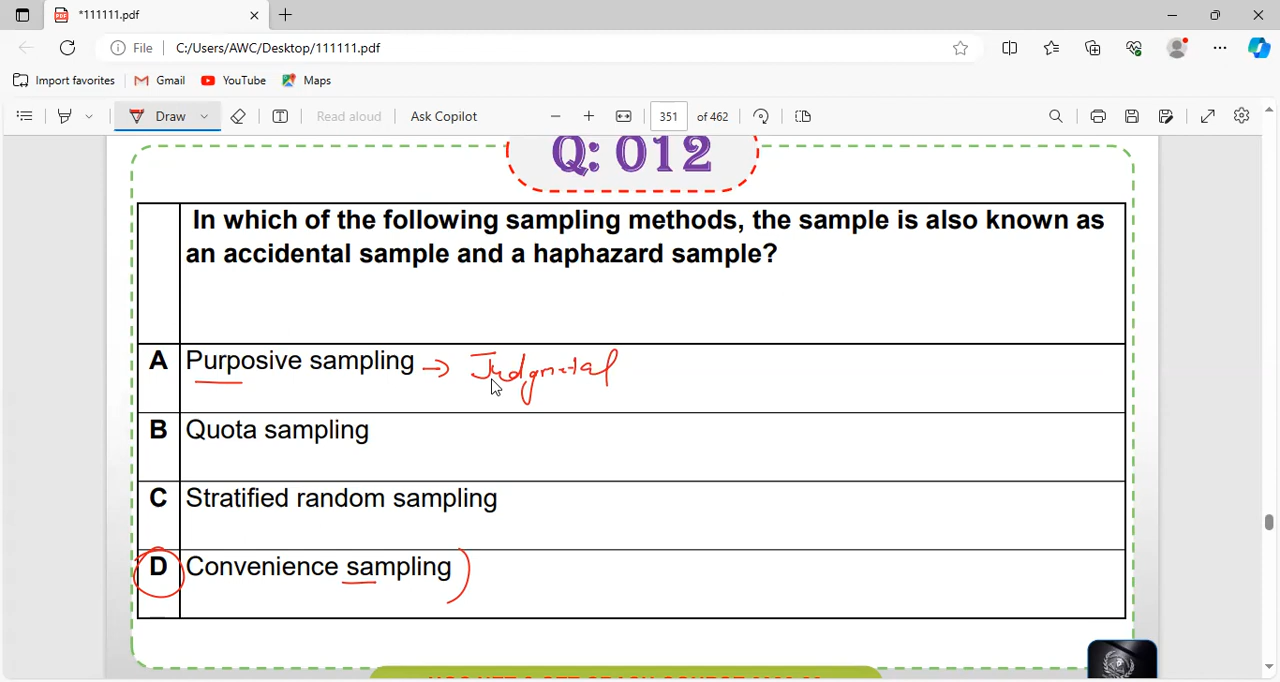 *111111.pdf
File C:/Users/AWC/Desktop/111111.pdf
Import favorites Gmail YouTube Maps
Draw Read aloud Ask Copilot 351 of 462
Q: 012
In which of the following sampling methods, the sample is also known as
an accidental sample and a haphazard sample?
A Purposive sampling → Judgmental
B Quota sampling
C Stratified random sampling
D Convenience sampling